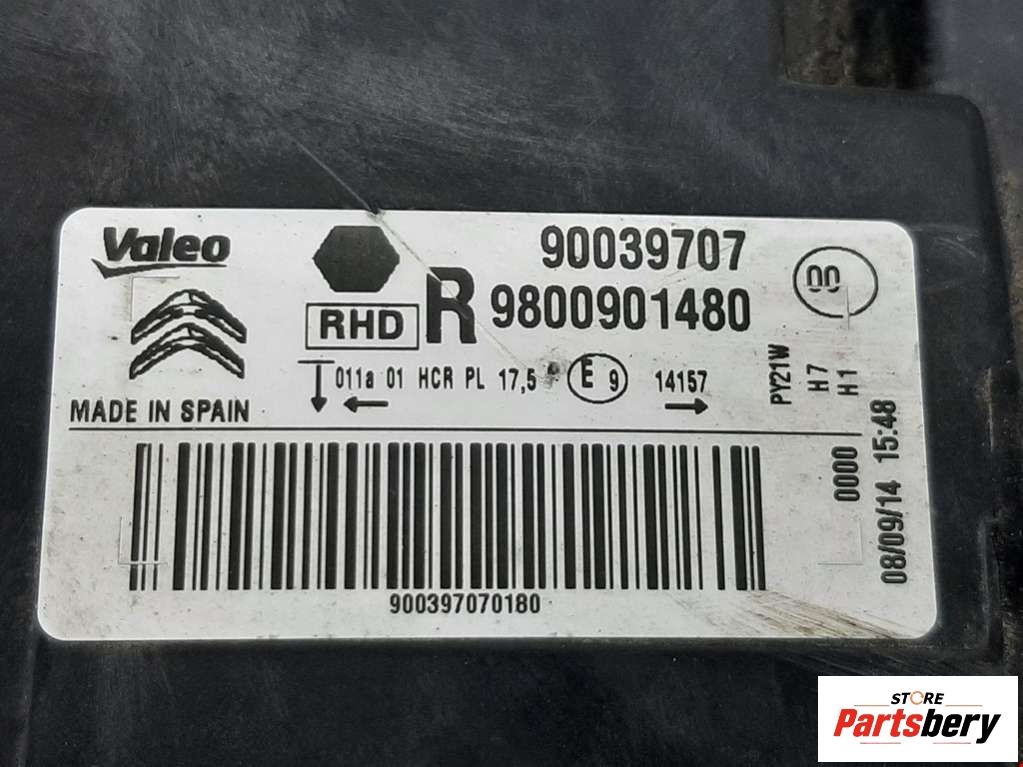 Valeo
90039707
00
RHD
R
9800901480
011a 01 HCR PL 17,5
E 9
14157
MADE IN SPAIN
PY21W
H7
H1
0000
08/09/14 15:48
900397070180
STORE
Partsbery